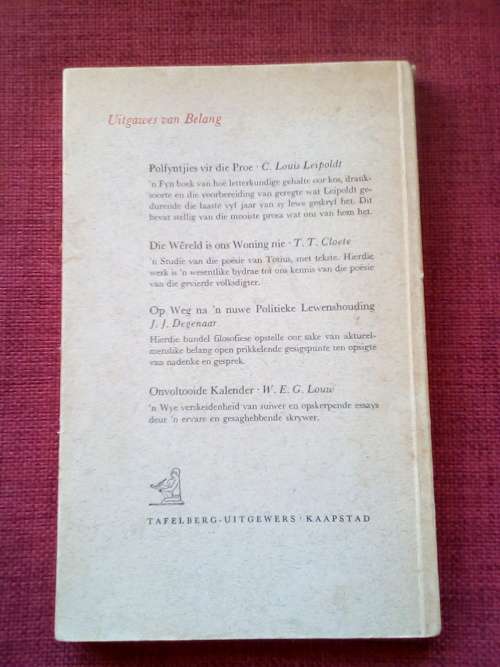 Uitgawes van Belang
Polfyntjies vir die Proe · C. Louis Leipoldt
'n Fyn boek van hoë letterkundige gehalte oor kos, drank-
soorte en die voorbereiding van geregte wat Leipoldt ge-
durende die laaste vyf jaar van sy lewe geskryf het. Dit
bevat stellig van die mooiste prosa wat ons van hom het.
Die Wêreld is ons Woning nie · T. T. Cloete
'n Studie van die poësie van Totius, met tekste. Hierdie
werk is 'n wesentlike bydrae tot ons kennis van die poësie
van die gevierde volksdigter.
Op Weg na 'n nuwe Politieke Lewenshouding
J. J. Degenaar
Hierdie bundel filosofiese opstelle oor sake van aktueel-
menslike belang open prikkelende gesigspunte ten opsigte
van nadenke en gesprek.
Onvoltooide Kalender · W. E. G. Louw
'n Wye verskeidenheid van suiwer en opskerpende essays
deur 'n ervare en gesaghebbende skrywer.
TAFELBERG-UITGEWERS · KAAPSTAD